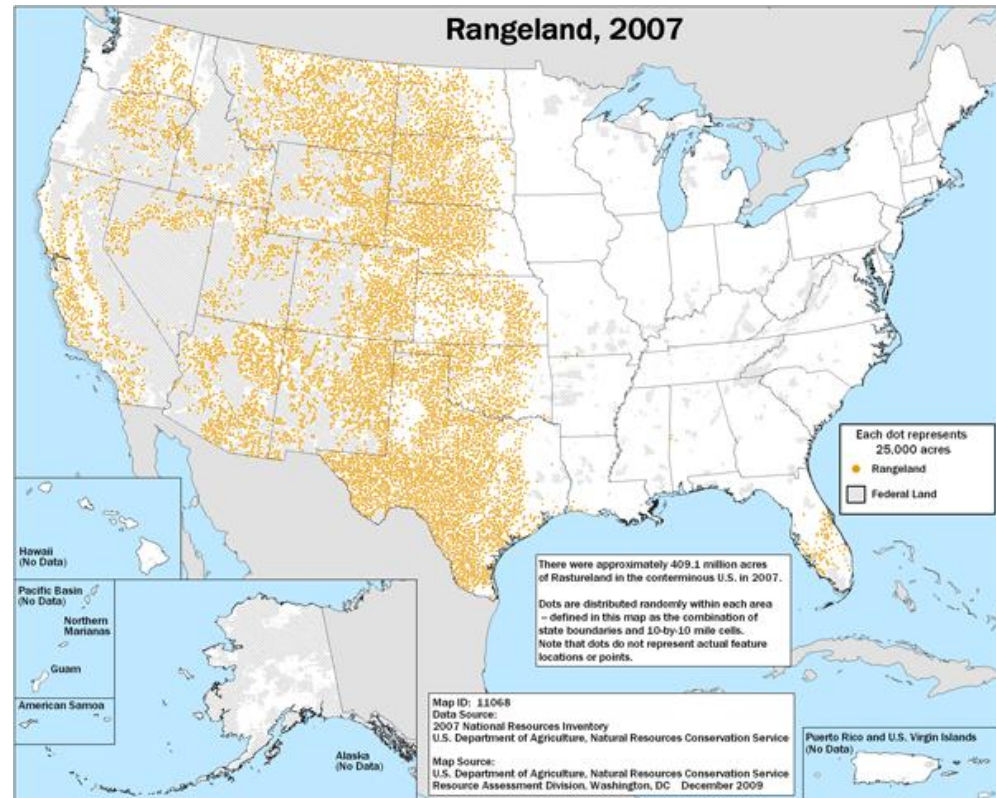 Rangeland, 2007
Each dot represents
25,000 acres
Rangeland
Federal Land
Hawaii
(No Data)
Pacific Basin
(No Data)
Northern
Marianas
Guam
American Samoa
Alaska
(No Data)
There were approximately 409.1 million acres
of Rastureland in the conterminous U.S. in 2007.
Dots are distributed randomly within each area
– defined in this map as the combination of
state boundaries and 10-by-10 mile cells.
Note that dots do not represent actual feature
locations or points.
Map ID: 11068
Data Source:
2007 National Resources Inventory
U.S. Department of Agriculture, Natural Resources Conservation Service
Map Source:
U.S. Department of Agriculture, Natural Resources Conservation Service
Resource Assessment Division, Washington, DC December 2009
Puerto Rico and U.S. Virgin Islands
(No Data)